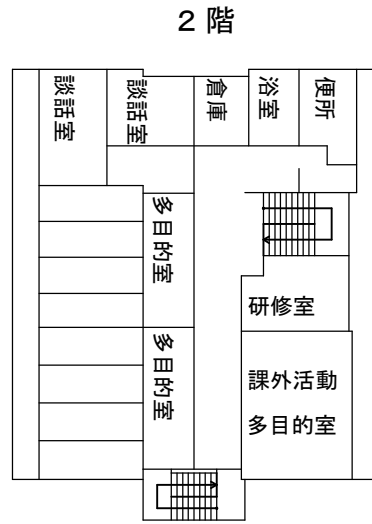 2階
談話室
談話室
倉庫
浴室
便所
多目的室
研修室
多目的室
課外活動
多目的室